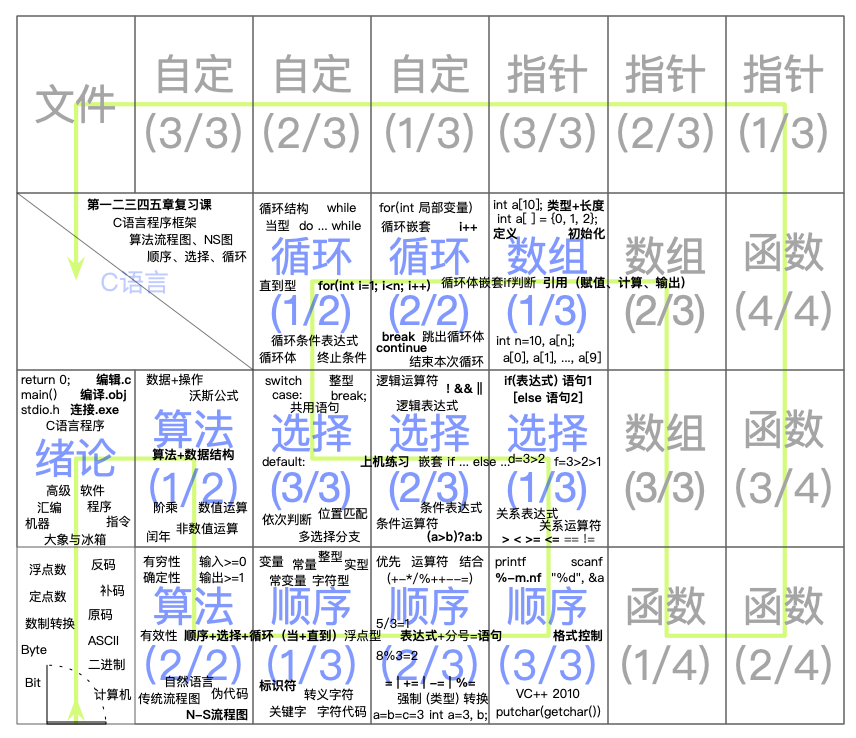 文件
自定
(3/3)
自定
(2/3)
自定
(1/3)
指针
(3/3)
指针
(2/3)
指针
(1/3)
第一二三四五章复习课
C语言程序框架
算法流程图、NS图
顺序、选择、循环
C语言
循环结构 while
当型 do ... while
循环
直到型 for(int i=1; i<n; i++)
(1/2)
循环条件表达式
循环体 终止条件
for(int 局部变量)
循环嵌套 i++
循环
循环体嵌套if判断
(2/2)
break 跳出循环体
continue
结束本次循环
int a[10]; 类型+长度
int a[ ] = {0, 1, 2};
定义 初始化
数组
引用（赋值、计算、输出）
(1/3)
int n=10, a[n];
a[0], a[1], ..., a[9]
数组
(2/3)
函数
(4/4)
return 0; 编辑.c
main() 编译.obj
stdio.h 连接.exe
C语言程序
绪论
高级 软件
汇编 程序
机器 指令
大象与冰箱
数据+操作
沃斯公式
算法
算法+数据结构
(1/2)
阶乘 数值运算
闰年 非数值运算
switch 整型
case: break;
共用语句
选择
default:
(3/3)
依次判断 位置匹配
多选择分支
逻辑运算符 ! && ||
逻辑表达式
选择
上机练习 嵌套 if ... else ...
(2/3)
条件表达式
条件运算符
(a>b)?a:b
if(表达式) 语句1
[else 语句2]
选择
d=3>2 f=3>2>1
(1/3)
关系表达式
关系运算符
> < >= <= == !=
数组
(3/3)
函数
(3/4)
浮点数 反码
定点数 补码
数制转换 原码
Byte ASCII
二进制
Bit 计算机
有穷性 输入>=0
确定性 输出>=1
算法
有效性 顺序+选择+循环（当+直到）
(2/2)
自然语言
传统流程图 伪代码
N-S流程图
变量 常量 整型 实型
常变量 字符型
顺序
浮点型
(1/3)
标识符 转义字符
关键字 字符代码
优先 运算符 结合
(+-*/%++--=)
顺序
5/3=1
表达式+分号=语句
8%3=2
(2/3)
= | += | -= | %=
强制 (类型) 转换
a=b=c=3 int a=3, b;
printf scanf
%-m.nf "%d", &a
顺序
格式控制
(3/3)
VC++ 2010
putchar(getchar())
函数
(1/4)
函数
(2/4)